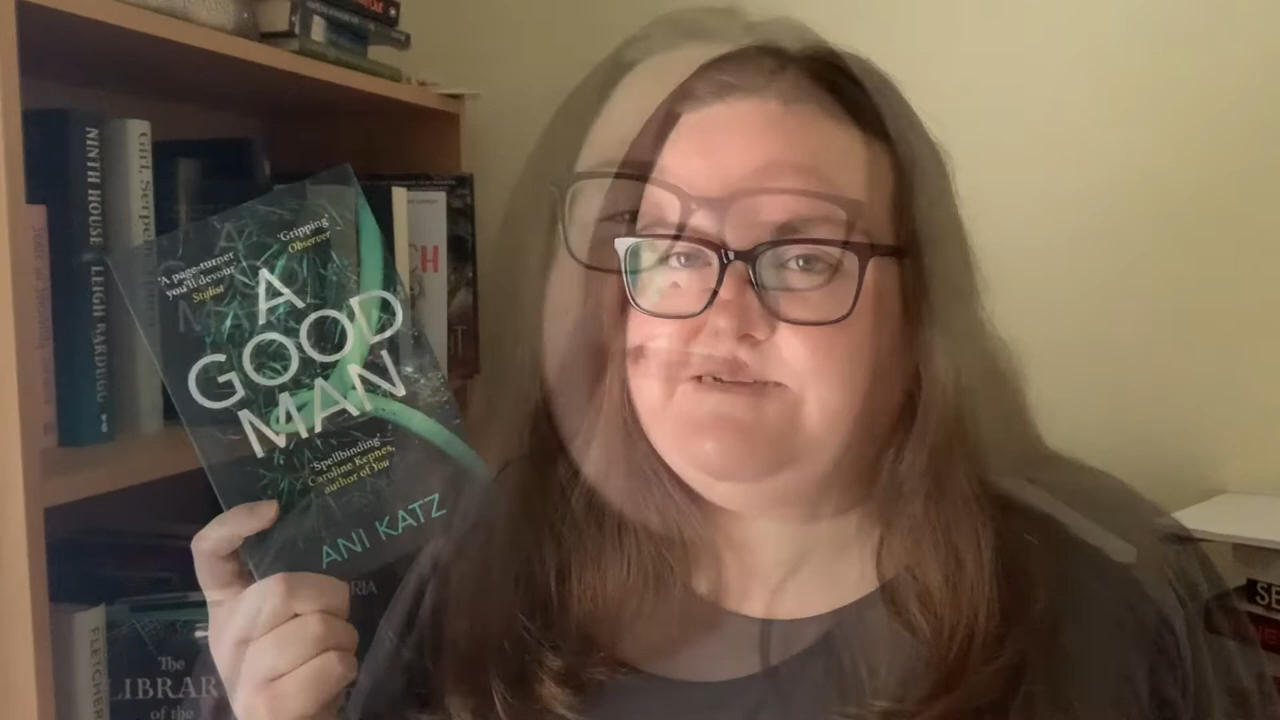 NINTH HOUSE LEIGH BARDUGO
'Gripping'
Observer
'A page-turner
you'll devour'
Stylist
A
GOOD
MAN
'Spellbinding'
Caroline Kepnes,
author of You
ANI KATZ
FLETCHER
The
LIBRAR
of the